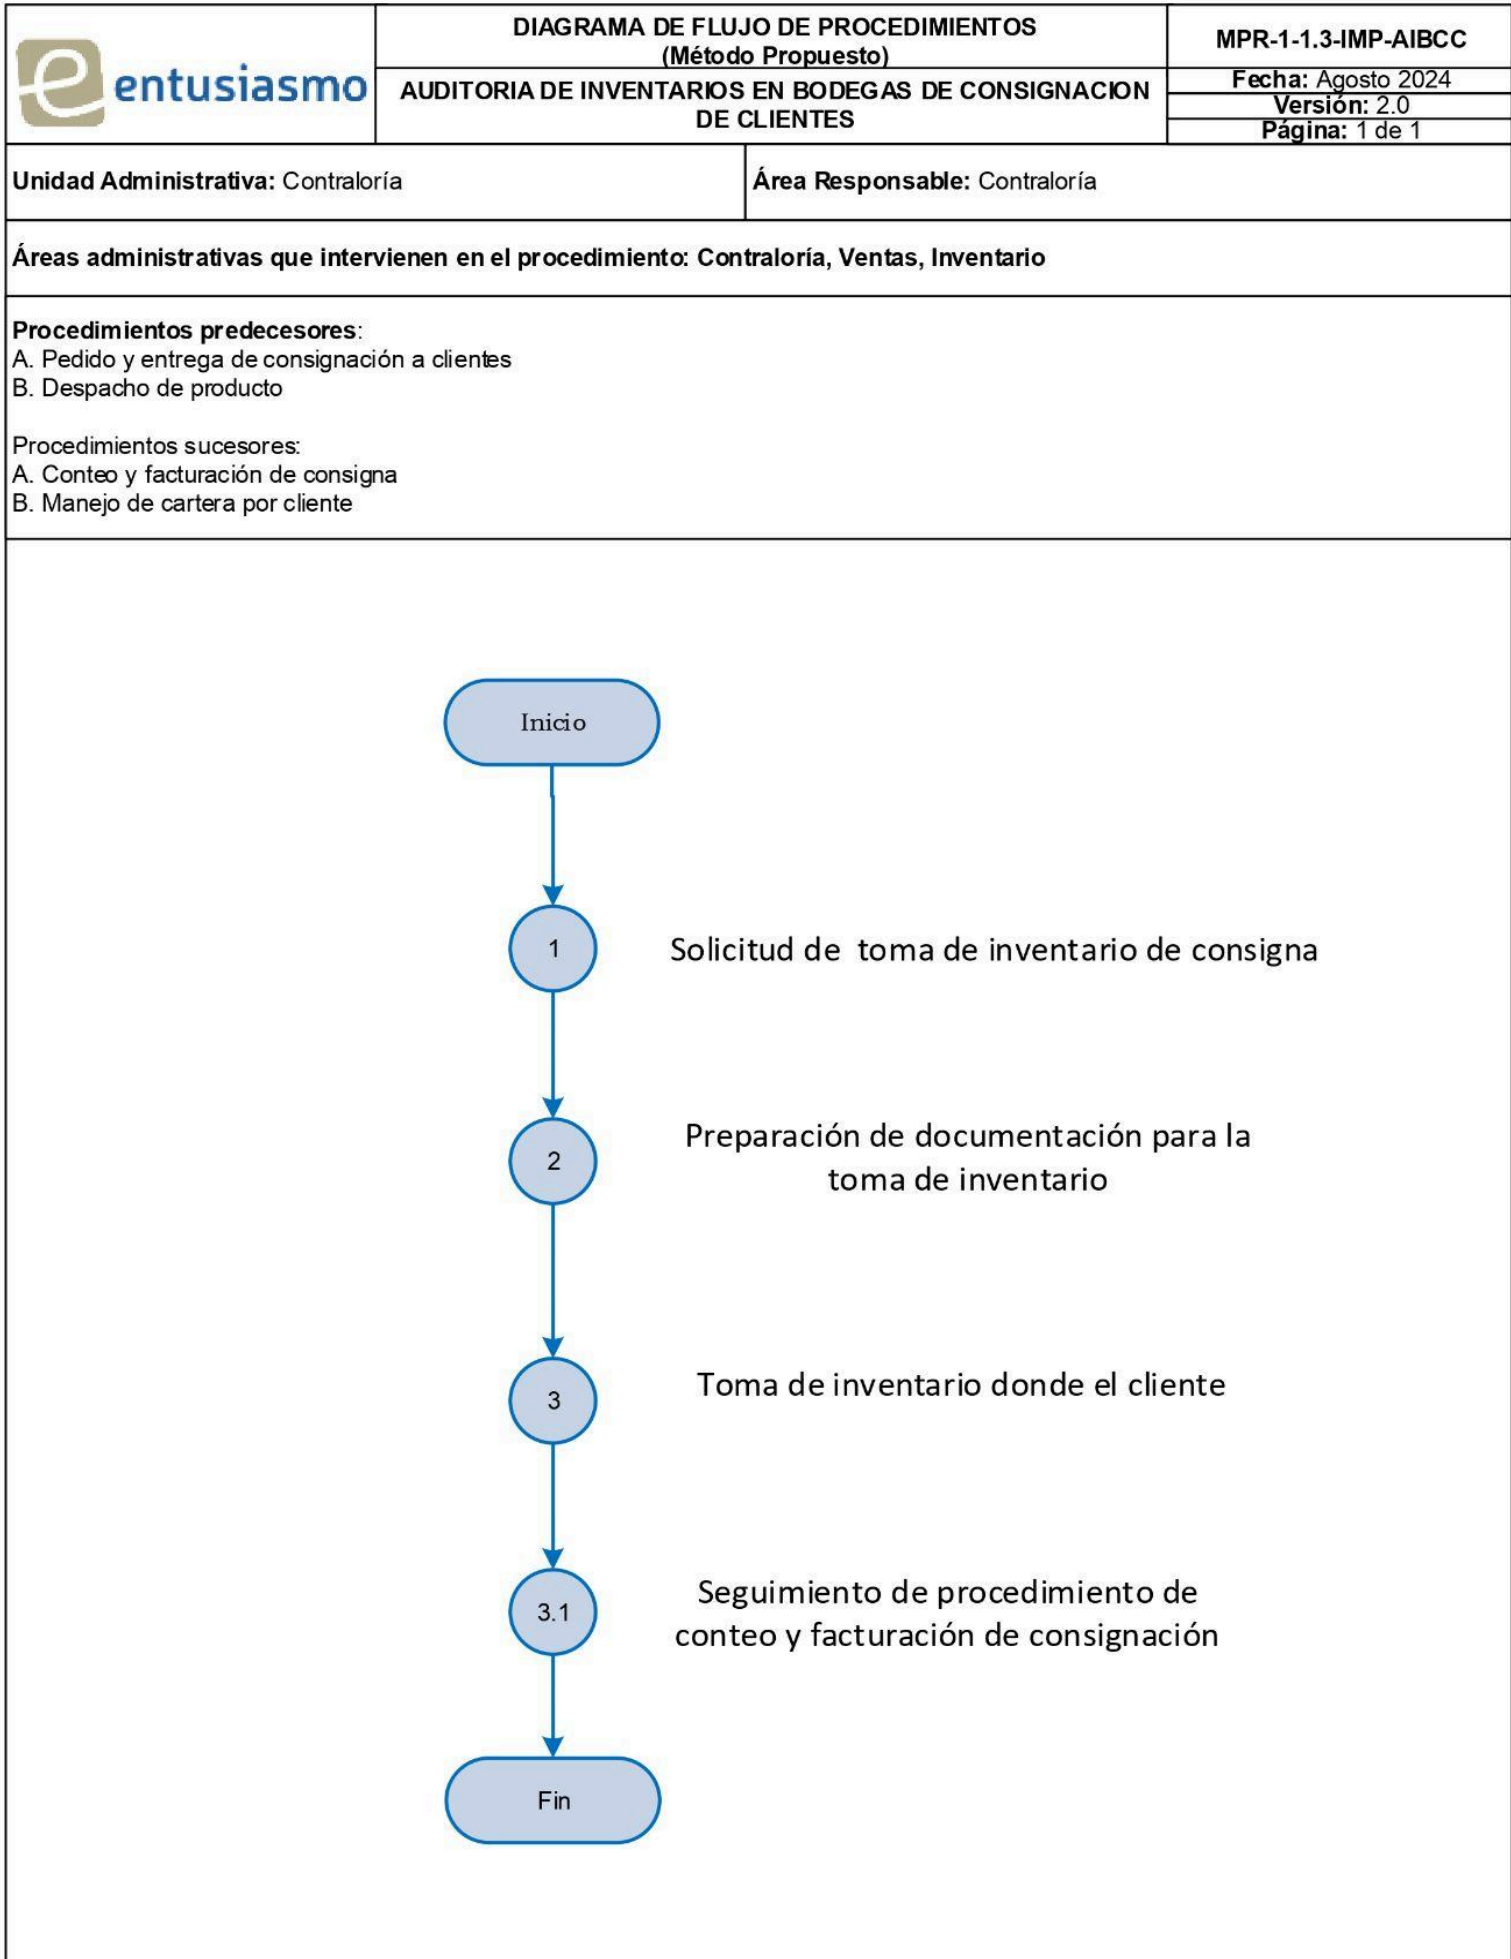 entusiasmo
DIAGRAMA DE FLUJO DE PROCEDIMIENTOS
(Método Propuesto)
AUDITORIA DE INVENTARIOS EN BODEGAS DE CONSIGNACION
DE CLIENTES
MPR-1-1.3-IMP-AIBCC
Fecha: Agosto 2024
Versión: 2.0
Página: 1 de 1
Unidad Administrativa: Contraloría
Área Responsable: Contraloría
Áreas administrativas que intervienen en el procedimiento: Contraloría, Ventas, Inventario
Procedimientos predecesores:
A. Pedido y entrega de consignación a clientes
B. Despacho de producto
Procedimientos sucesores:
A. Conteo y facturación de consigna
B. Manejo de cartera por cliente
Inicio
1
Solicitud de toma de inventario de consigna
2
Preparación de documentación para la
toma de inventario
3
Toma de inventario donde el cliente
3.1
Seguimiento de procedimiento de
conteo y facturación de consignación
Fin